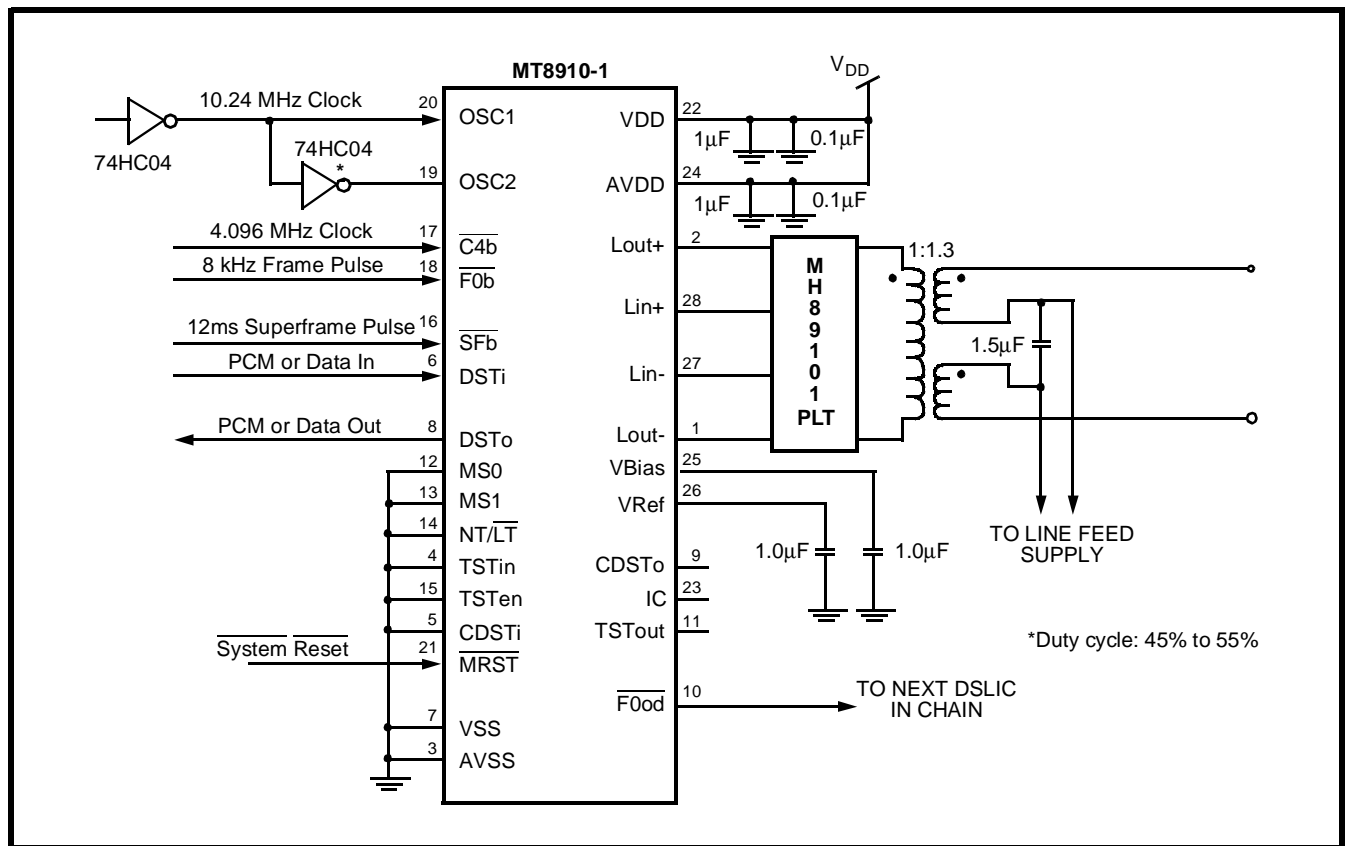 MT8910-1
V_DD
10.24 MHz Clock
20
OSC1
VDD
22
1µF
0.1µF
74HC04
74HC04
*
19
OSC2
AVDD
24
1µF
0.1µF
4.096 MHz Clock
17
C4b
Lout+
2
1:1.3
8 kHz Frame Pulse
18
F0b
Lin+
28
12ms Superframe Pulse
16
SFb
1.5µF
PCM or Data In
6
DSTi
Lin-
27
MH89101
PLT
PCM or Data Out
8
DSTo
Lout-
1
12
MS0
VBias
25
13
MS1
VRef
26
14
NT/LT
TO LINE FEED
SUPPLY
4
TSTin
CDSTo
9
1.0µF
1.0µF
15
TSTen
IC
23
5
CDSTi
TSTout
11
*Duty cycle: 45% to 55%
System Reset
21
MRST
F0od
10
TO NEXT DSLIC
IN CHAIN
7
VSS
3
AVSS